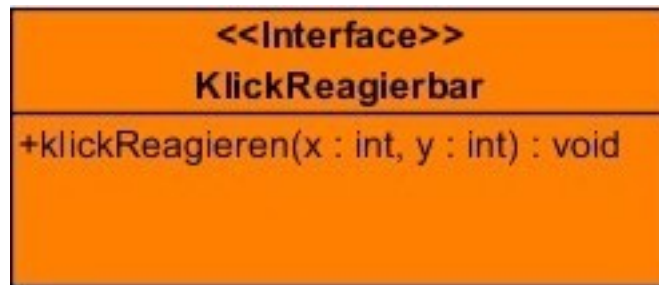 <<Interface>>
KlickReagierbar
+klickReagieren(x : int, y : int) : void